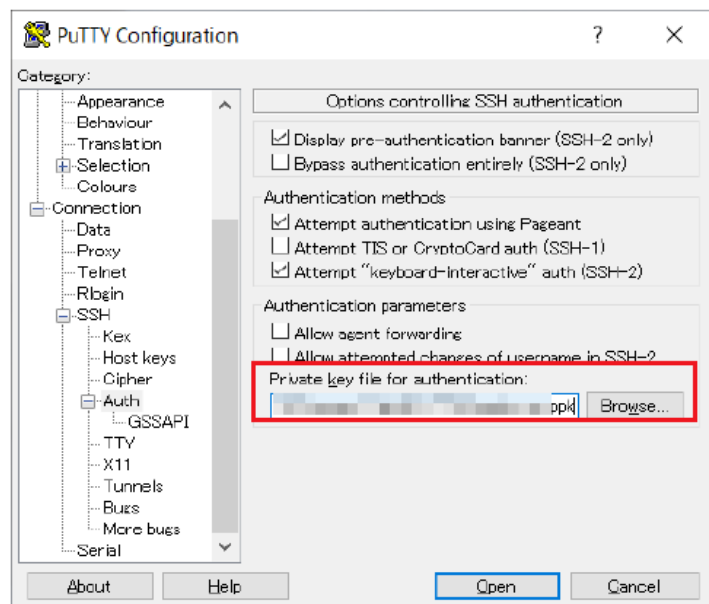 PuTTY Configuration
?
Category:
Appearance
Behaviour
Translation
Selection
Colours
Connection
Data
Proxy
Telnet
Rlogin
SSH
Kex
Host keys
Cipher
Auth
GSSAPI
TTY
X11
Tunnels
Bugs
More bugs
Serial
Options controlling SSH authentication
Display pre-authentication banner (SSH-2 only)
Bypass authentication entirely (SSH-2 only)
Authentication methods
Attempt authentication using Pageant
Attempt TIS or CryptoCard auth (SSH-1)
Attempt "keyboard-interactive" auth (SSH-2)
Authentication parameters
Allow agent forwarding
Allow attempted changes of username in SSH-2
Private key file for authentication:
ppk
Browse...
About
Help
Open
Cancel